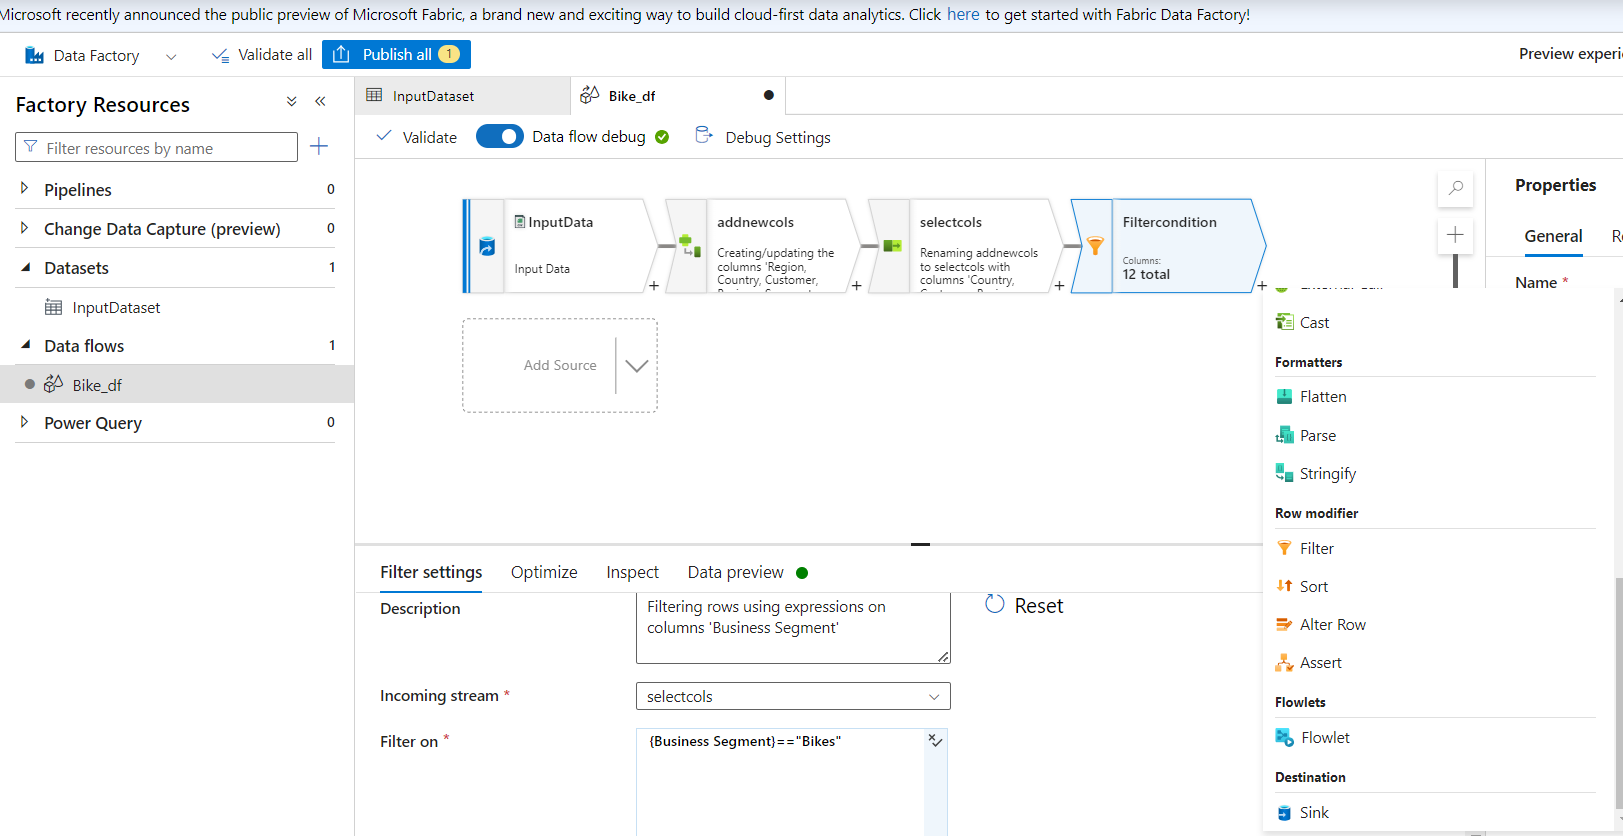 Microsoft recently announced the public preview of Microsoft Fabric, a brand new and exciting way to build cloud-first data analytics. Click here to get started with Fabric Data Factory!
Data Factory
Validate all
Publish all 1
Preview experi
Factory Resources
Filter resources by name
Pipelines 0
Change Data Capture (preview) 0
Datasets 1
InputDataset
Data flows 1
Bike_df
Power Query 0
InputDataset
Bike_df
Validate
Data flow debug
Debug Settings
InputData
Input Data
+
addnewcols
Creating/updating the
columns 'Region,
Country, Customer,
+
selectcols
Renaming addnewcols
to selectcols with
columns 'Country,
+
Filtercondition
Columns:
12 total
+
Add Source
Properties
General
Name *
Cast
Formatters
Flatten
Parse
Stringify
Row modifier
Filter
Sort
Alter Row
Assert
Flowlets
Flowlet
Destination
Sink
Filter settings
Optimize
Inspect
Data preview
Description
Filtering rows using expressions on
columns 'Business Segment'
Reset
Incoming stream *
selectcols
Filter on *
{Business Segment}=="Bikes"